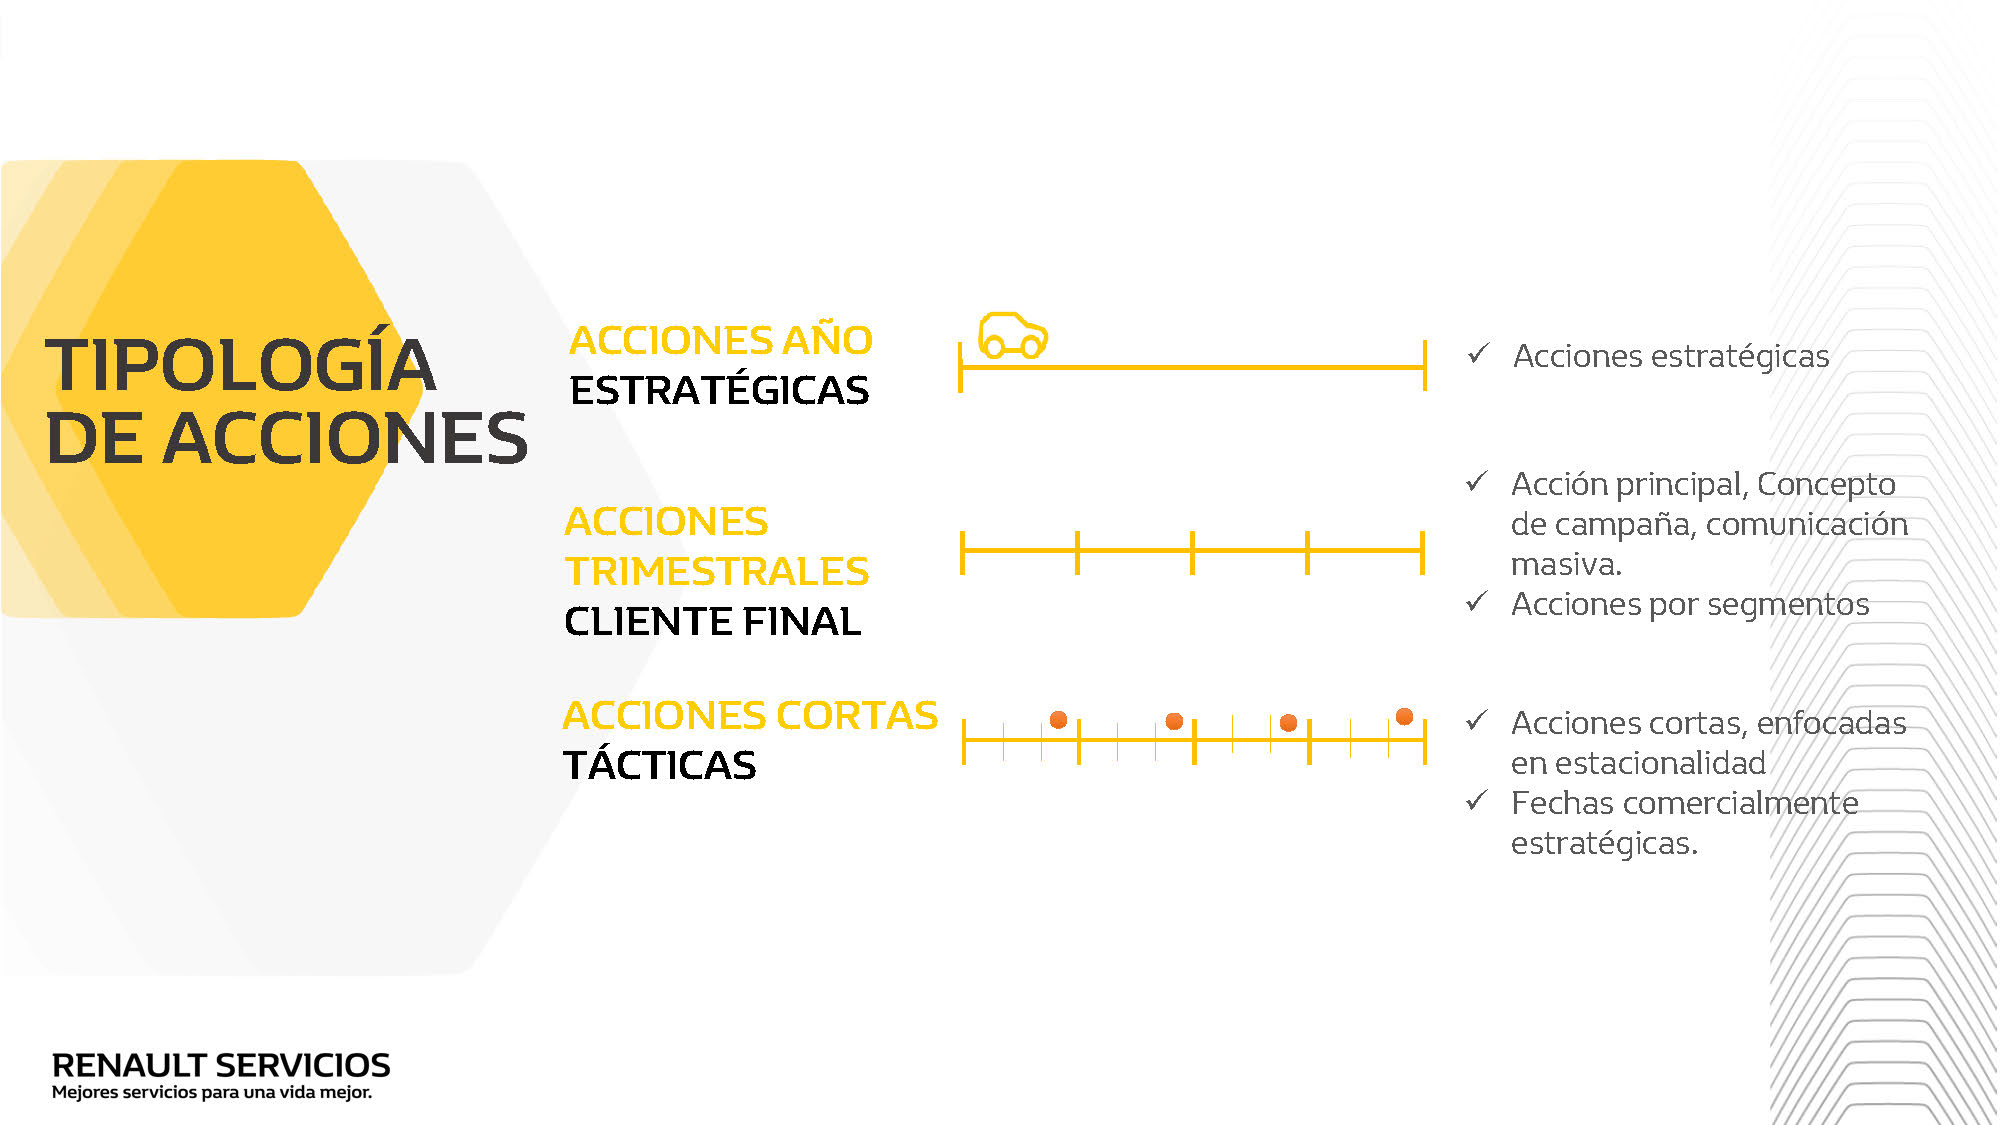 TIPOLOGÍA
DE ACCIONES
ACCIONES AÑO
ESTRATÉGICAS
Acciones estratégicas
ACCIONES
TRIMESTRALES
CLIENTE FINAL
Acción principal, Concepto
de campaña, comunicación
masiva.
Acciones por segmentos
ACCIONES CORTAS
TÁCTICAS
Acciones cortas, enfocadas
en estacionalidad
Fechas comercialmente
estratégicas.
RENAULT SERVICIOS
Mejores servicios para una vida mejor.